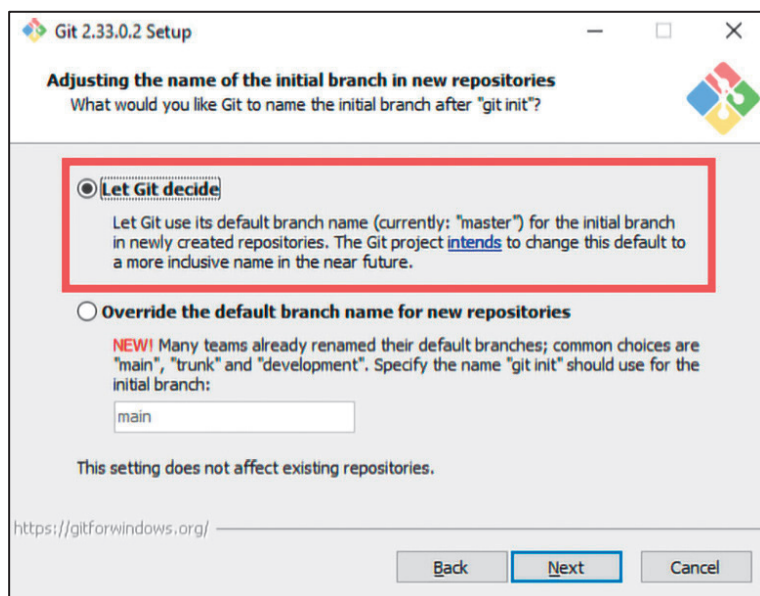 Git 2.33.0.2 Setup
Adjusting the name of the initial branch in new repositories
What would you like Git to name the initial branch after "git init"?
Let Git decide
Let Git use its default branch name (currently: "master") for the initial branch
in newly created repositories. The Git project intends to change this default to
a more inclusive name in the near future.
Override the default branch name for new repositories
NEW! Many teams already renamed their default branches; common choices are
"main", "trunk" and "development". Specify the name "git init" should use for the
initial branch:
main
This setting does not affect existing repositories.
https://gitforwindows.org/
Back
Next
Cancel